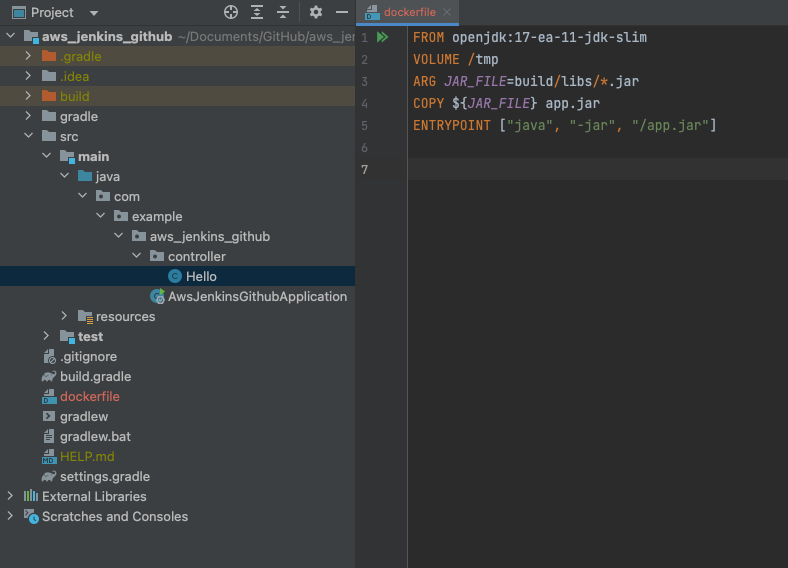 Project
aws_jenkins_github ~/Documents/GitHub/aws_jer
.gradle
.idea
build
gradle
src
main
java
com
example
aws_jenkins_github
controller
Hello
AwsJenkinsGithubApplication
resources
test
.gitignore
build.gradle
dockerfile
gradlew
gradlew.bat
HELP.md
settings.gradle
External Libraries
Scratches and Consoles
dockerfile
1 FROM openjdk:17-ea-11-jdk-slim
2 VOLUME /tmp
3 ARG JAR_FILE=build/libs/*.jar
4 COPY ${JAR_FILE} app.jar
5 ENTRYPOINT ["java", "-jar", "/app.jar"]
6
7